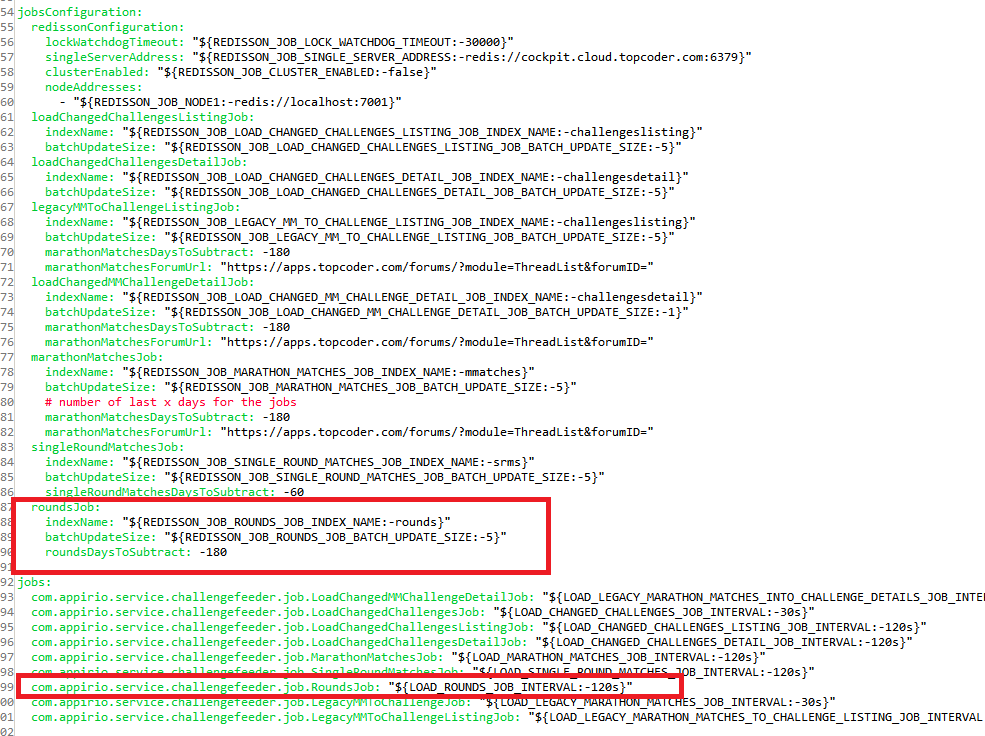 54 jobsConfiguration:
55 redissonConfiguration:
56 lockWatchdogTimeout: "${REDISSON_JOB_LOCK_WATCHDOG_TIMEOUT:-30000}"
57 singleServerAddress: "${REDISSON_JOB_SINGLE_SERVER_ADDRESS:-redis://cockpit.cloud.topcoder.com:6379}"
58 clusterEnabled: "${REDISSON_JOB_CLUSTER_ENABLED:-false}"
59 nodeAddresses:
60 - "${REDISSON_JOB_NODE1:-redis://localhost:7001}"
61 loadChangedChallengesListingJob:
62 indexName: "${REDISSON_JOB_LOAD_CHANGED_CHALLENGES_LISTING_JOB_INDEX_NAME:-challengeslisting}"
63 batchUpdateSize: "${REDISSON_JOB_LOAD_CHANGED_CHALLENGES_LISTING_JOB_BATCH_UPDATE_SIZE:-5}"
64 loadChangedChallengesDetailJob:
65 indexName: "${REDISSON_JOB_LOAD_CHANGED_CHALLENGES_DETAIL_JOB_INDEX_NAME:-challengesdetail}"
66 batchUpdateSize: "${REDISSON_JOB_LOAD_CHANGED_CHALLENGES_DETAIL_JOB_BATCH_UPDATE_SIZE:-5}"
67 legacyMMToChallengeListingJob:
68 indexName: "${REDISSON_JOB_LEGACY_MM_TO_CHALLENGE_LISTING_JOB_INDEX_NAME:-challengeslisting}"
69 batchUpdateSize: "${REDISSON_JOB_LEGACY_MM_TO_CHALLENGE_LISTING_JOB_BATCH_UPDATE_SIZE:-5}"
70 marathonMatchesDaysToSubtract: -180
71 marathonMatchesForumUrl: "https://apps.topcoder.com/forums/?module=ThreadList&forumID="
72 loadChangedMMChallengeDetailJob:
73 indexName: "${REDISSON_JOB_LOAD_CHANGED_MM_CHALLENGE_DETAIL_JOB_INDEX_NAME:-challengesdetail}"
74 batchUpdateSize: "${REDISSON_JOB_LOAD_CHANGED_MM_CHALLENGE_DETAIL_JOB_BATCH_UPDATE_SIZE:-1}"
75 marathonMatchesDaysToSubtract: -180
76 marathonMatchesForumUrl: "https://apps.topcoder.com/forums/?module=ThreadList&forumID="
77 marathonMatchesJob:
78 indexName: "${REDISSON_JOB_MARATHON_MATCHES_JOB_INDEX_NAME:-mmatches}"
79 batchUpdateSize: "${REDISSON_JOB_MARATHON_MATCHES_JOB_BATCH_UPDATE_SIZE:-5}"
80 # number of last x days for the jobs
81 marathonMatchesDaysToSubtract: -180
82 marathonMatchesForumUrl: "https://apps.topcoder.com/forums/?module=ThreadList&forumID="
83 singleRoundMatchesJob:
84 indexName: "${REDISSON_JOB_SINGLE_ROUND_MATCHES_JOB_INDEX_NAME:-srms}"
85 batchUpdateSize: "${REDISSON_JOB_SINGLE_ROUND_MATCHES_JOB_BATCH_UPDATE_SIZE:-5}"
86 singleRoundMatchesDaysToSubtract: -60
87 roundsJob:
88 indexName: "${REDISSON_JOB_ROUNDS_JOB_INDEX_NAME:-rounds}"
89 batchUpdateSize: "${REDISSON_JOB_ROUNDS_JOB_BATCH_UPDATE_SIZE:-5}"
90 roundsDaysToSubtract: -180
91
92 jobs:
93 com.appirio.service.challengefeeder.job.LoadChangedMMChallengeDetailJob: "${LOAD_LEGACY_MARATHON_MATCHES_INTO_CHALLENGE_DETAILS_JOB_INTE
94 com.appirio.service.challengefeeder.job.LoadChangedChallengesJob: "${LOAD_CHANGED_CHALLENGES_JOB_INTERVAL:-30s}"
95 com.appirio.service.challengefeeder.job.LoadChangedChallengesListingJob: "${LOAD_CHANGED_CHALLENGES_LISTING_JOB_INTERVAL:-120s}"
96 com.appirio.service.challengefeeder.job.LoadChangedChallengesDetailJob: "${LOAD_CHANGED_CHALLENGES_DETAIL_JOB_INTERVAL:-120s}"
97 com.appirio.service.challengefeeder.job.MarathonMatchesJob: "${LOAD_MARATHON_MATCHES_JOB_INTERVAL:-120s}"
98 com.appirio.service.challengefeeder.job.SingleRoundMatchesJob: "${LOAD_SINGLE_ROUND_MATCHES_JOB_INTERVAL:-120s}"
99 com.appirio.service.challengefeeder.job.RoundsJob: "${LOAD_ROUNDS_JOB_INTERVAL:-120s}"
00 com.appirio.service.challengefeeder.job.LegacyMMToChallengeJob: "${LOAD_LEGACY_MARATHON_MATCHES_JOB_INTERVAL:-30s}"
01 com.appirio.service.challengefeeder.job.LegacyMMToChallengeListingJob: "${LOAD_LEGACY_MARATHON_MATCHES_TO_CHALLENGE_LISTING_JOB_INTERVAL
02